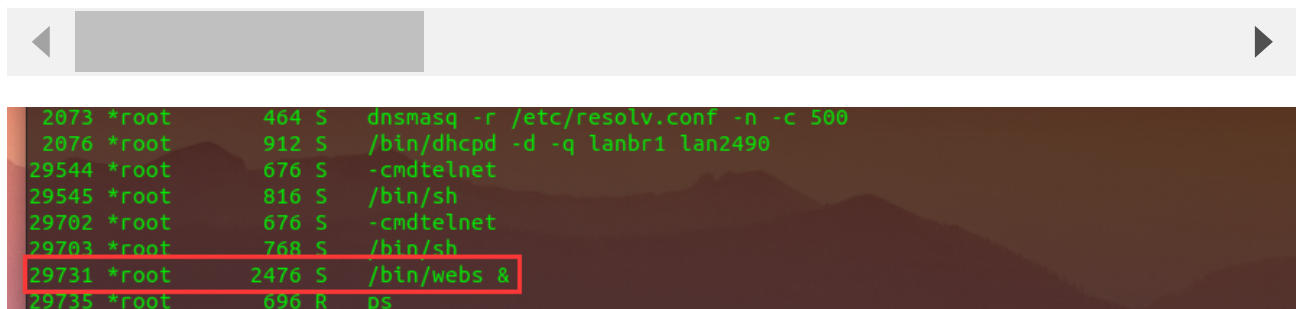 2073 *root 464 S dnsmasq -r /etc/resolv.conf -n -c 500
2076 *root 912 S /bin/dhcpd -d -q lanbr1 lan2490
29544 *root 676 S -cmdtelnet
29545 *root 816 S /bin/sh
29702 *root 676 S -cmdtelnet
29703 *root 768 S /bin/sh
29731 *root 2476 S /bin/webs &
29735 *root 696 R ps